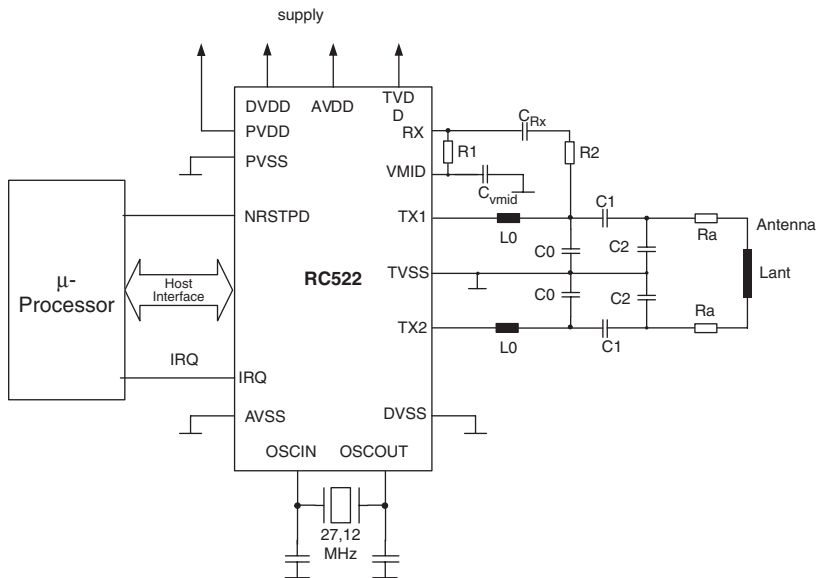 supply
DVDD
AVDD
TVD
D
PVDD
RX
CRx
R1
R2
PVSS
VMID
Cvmid
NRSTPD
TX1
L0
C1
Ra
Antenna
C0
C2
μ-
Processor
Host
Interface
RC522
TVSS
Lant
C0
C2
Ra
TX2
L0
C1
IRQ
IRQ
AVSS
DVSS
OSCIN
OSCOUT
27,12
MHz